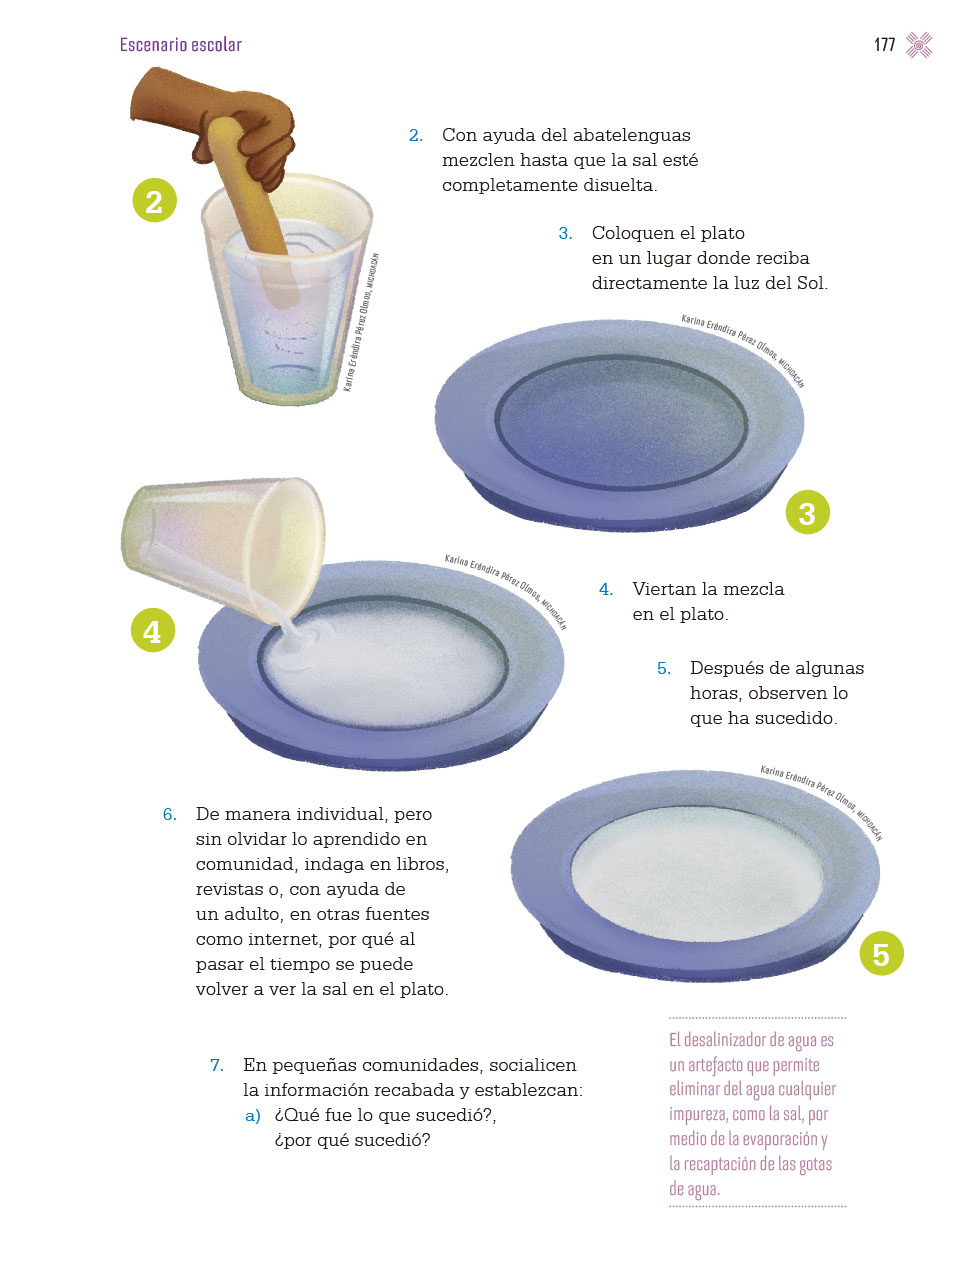 Escenario escolar
177
2. Con ayuda del abatelenguas
mezclen hasta que la sal esté
completamente disuelta.
2
Karina Eréndira Pérez Olmos, MICHOACÁN
3. Coloquen el plato
en un lugar donde reciba
directamente la luz del Sol.
Karina Eréndira Pérez Olmos, MICHOACÁN
3
4
Karina Eréndira Pérez Olmos, MICHOACÁN
4. Viertan la mezcla
en el plato.
5. Después de algunas
horas, observen lo
que ha sucedido.
Karina Eréndira Pérez Olmos, MICHOACÁN
5
6. De manera individual, pero
sin olvidar lo aprendido en
comunidad, indaga en libros,
revistas o, con ayuda de
un adulto, en otras fuentes
como internet, por qué al
pasar el tiempo se puede
volver a ver la sal en el plato.
7. En pequeñas comunidades, socialicen
la información recabada y establezcan:
a) ¿Qué fue lo que sucedió?,
¿por qué sucedió?
El desalinizador de agua es
un artefacto que permite
eliminar del agua cualquier
impureza, como la sal, por
medio de la evaporación y
la recaptación de las gotas
de agua.